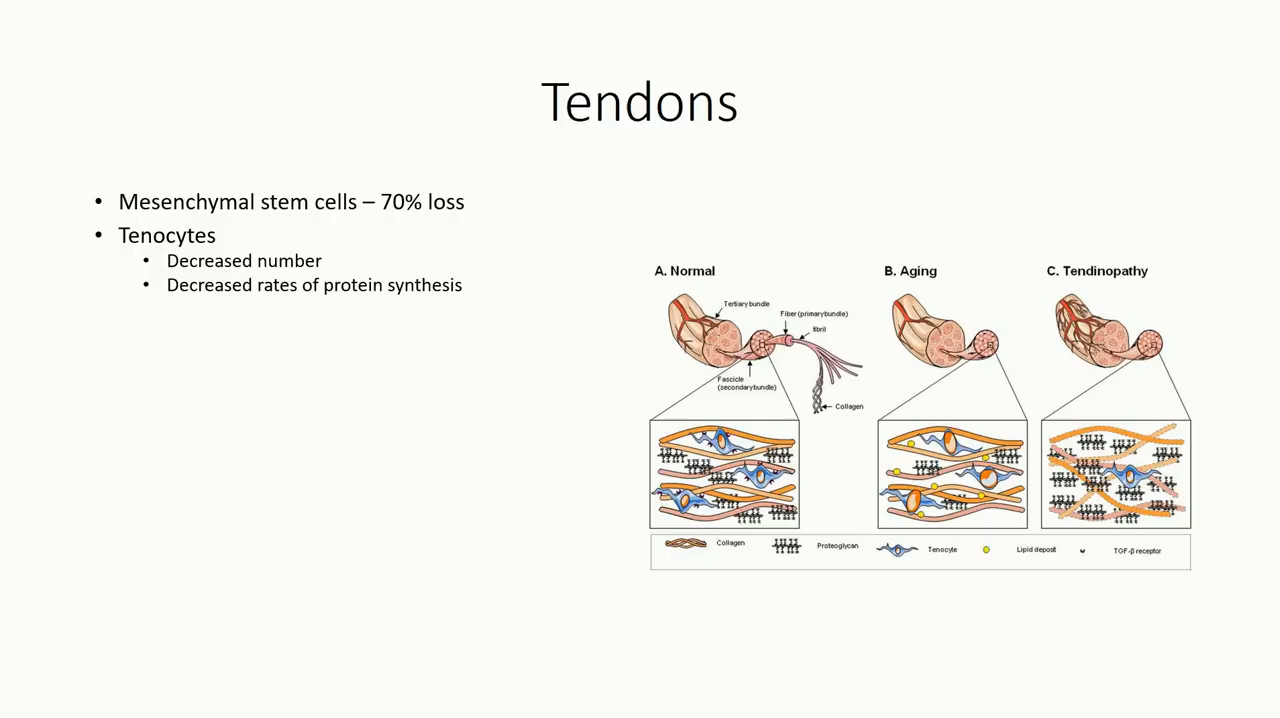 Tendons
• Mesenchymal stem cells – 70% loss
• Tenocytes
• Decreased number
• Decreased rates of protein synthesis
A. Normal
B. Aging
C. Tendinopathy
Tertiary bundle
Fiber (primary bundle)
fibril
Fascicle
(secondary bundle)
Collagen
Collagen
Proteoglycan
Tenocyte
Lipid deposit
TGF-β receptor